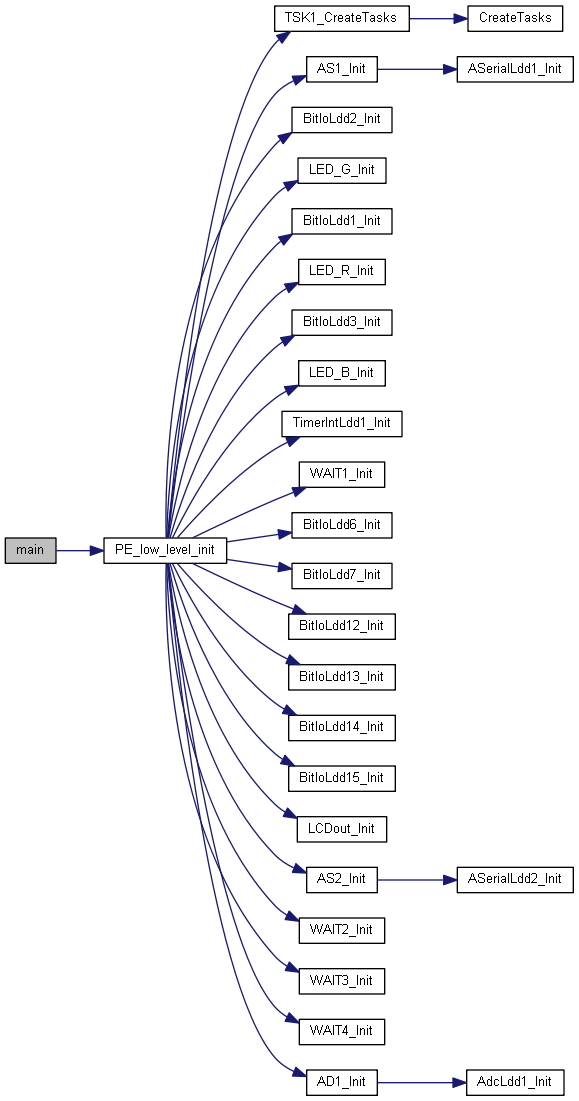 TSK1_CreateTasks
CreateTasks
AS1_Init
ASerialLdd1_Init
BitIoLdd2_Init
LED_G_Init
BitIoLdd1_Init
LED_R_Init
BitIoLdd3_Init
LED_B_Init
TimerIntLdd1_Init
WAIT1_Init
BitIoLdd6_Init
main
PE_low_level_init
BitIoLdd7_Init
BitIoLdd12_Init
BitIoLdd13_Init
BitIoLdd14_Init
BitIoLdd15_Init
LCDout_Init
AS2_Init
ASerialLdd2_Init
WAIT2_Init
WAIT3_Init
WAIT4_Init
AD1_Init
AdcLdd1_Init